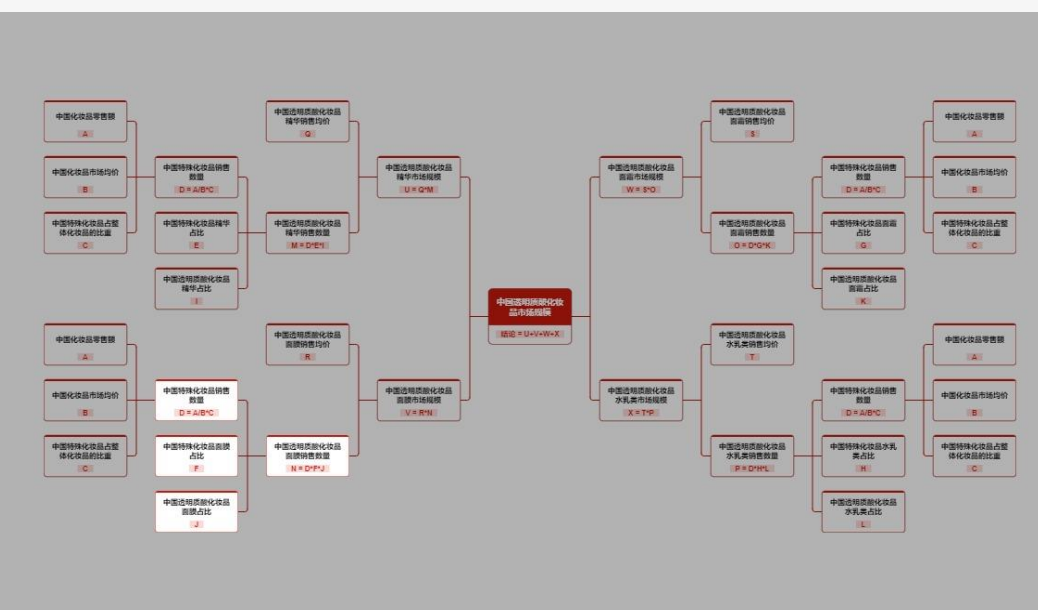 中国化妆品零售额
A
中国化妆品市场均价
B
中国特殊化妆品占整
体化妆品的比重
C
中国特殊化妆品销售
数量
D = A/B*C
中国特殊化妆品精华
占比
E
中国透明质酸化妆品
精华占比
I
中国透明质酸化妆品
精华销售均价
Q
中国透明质酸化妆品
精华销售数量
M = D*E*I
中国透明质酸化妆品
精华市场规模
U = Q*M
中国化妆品零售额
A
中国化妆品市场均价
B
中国特殊化妆品占整
体化妆品的比重
C
中国特殊化妆品销售
数量
D = A/B*C
中国特殊化妆品面膜
占比
F
中国透明质酸化妆品
面膜占比
J
中国透明质酸化妆品
面膜销售均价
R
中国透明质酸化妆品
面膜销售数量
N = D*F*J
中国透明质酸化妆品
面膜市场规模
V = R*N
中国透明质酸化妆
品市场规模
结论 = U+V+W+X
中国透明质酸化妆品
面霜市场规模
W = S*O
中国透明质酸化妆品
面霜销售均价
S
中国透明质酸化妆品
面霜销售数量
O = D*G*K
中国特殊化妆品销售
数量
D = A/B*C
中国特殊化妆品面霜
占比
G
中国透明质酸化妆品
面霜占比
K
中国化妆品零售额
A
中国化妆品市场均价
B
中国特殊化妆品占整
体化妆品的比重
C
中国透明质酸化妆品
水乳类市场规模
X = T*P
中国透明质酸化妆品
水乳类销售均价
T
中国透明质酸化妆品
水乳类销售数量
P = D*H*L
中国特殊化妆品销售
数量
D = A/B*C
中国特殊化妆品水乳
类占比
H
中国透明质酸化妆品
水乳类占比
L
中国化妆品零售额
A
中国化妆品市场均价
B
中国特殊化妆品占整
体化妆品的比重
C